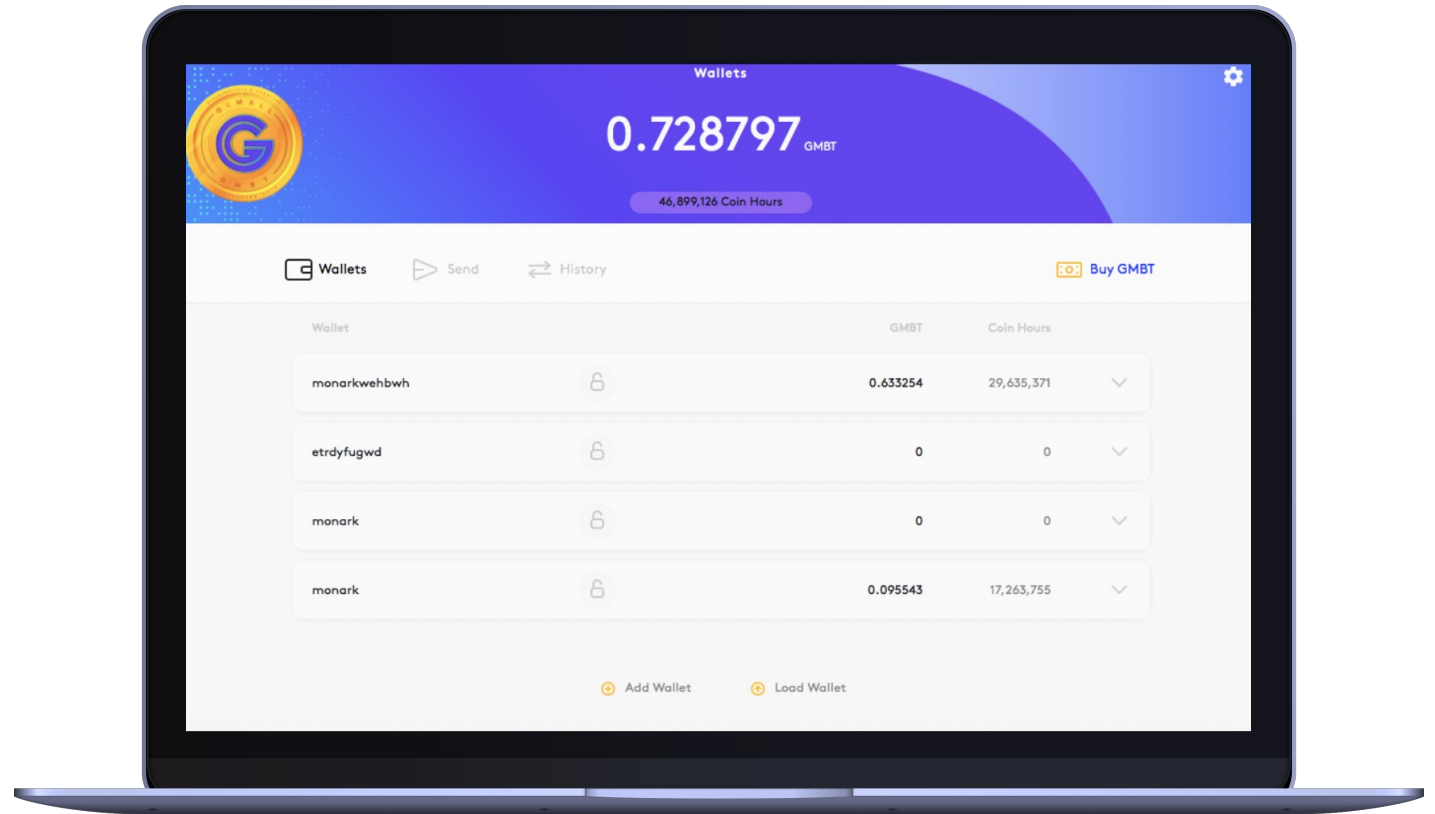 Wallets
0.728797 GMBT
46,899,126 Coin Hours
GLMALL
G
GMBT
Wallets Send History Buy GMBT
Wallet GMBT Coin Hours
monarkwehbwh 0.633254 29,635,371
etrdyfugwd 0 0
monark 0 0
monark 0.095543 17,263,755
Add Wallet Load Wallet